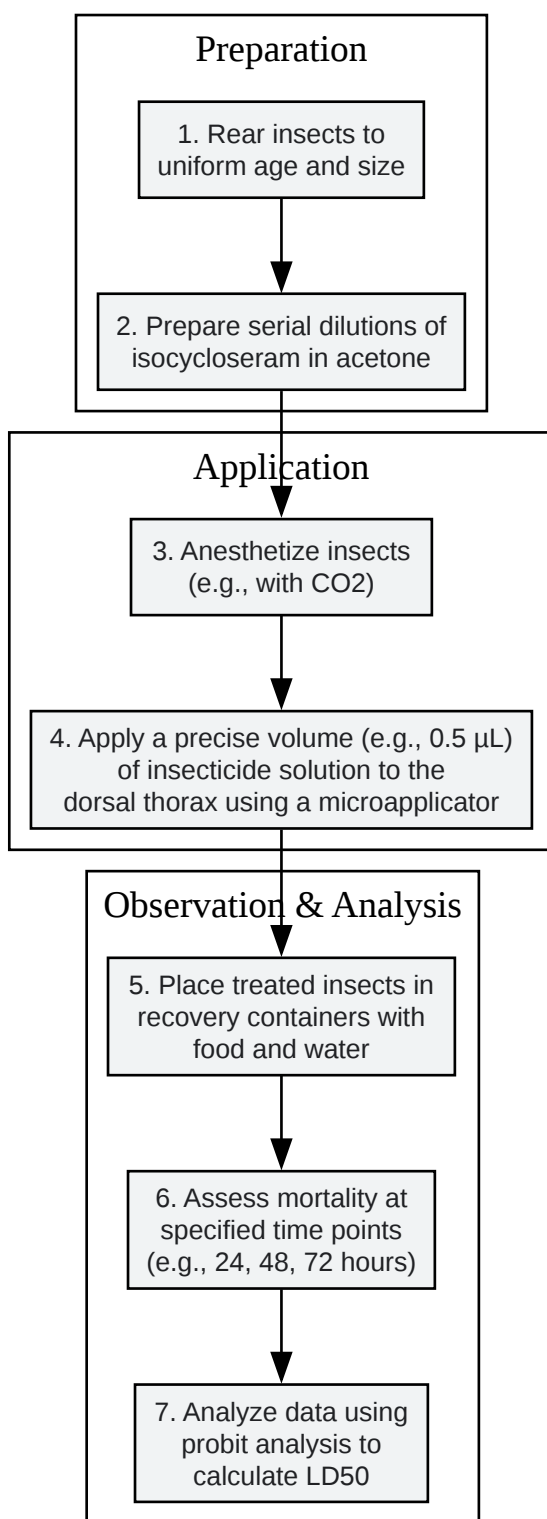 Preparation
1. Rear insects to
uniform age and size
2. Prepare serial dilutions of
isocycloseram in acetone
Application
3. Anesthetize insects
(e.g., with CO2)
4. Apply a precise volume (e.g., 0.5 µL)
of insecticide solution to the
dorsal thorax using a microapplicator
Observation & Analysis
5. Place treated insects in
recovery containers with
food and water
6. Assess mortality at
specified time points
(e.g., 24, 48, 72 hours)
7. Analyze data using
probit analysis to
calculate LD50